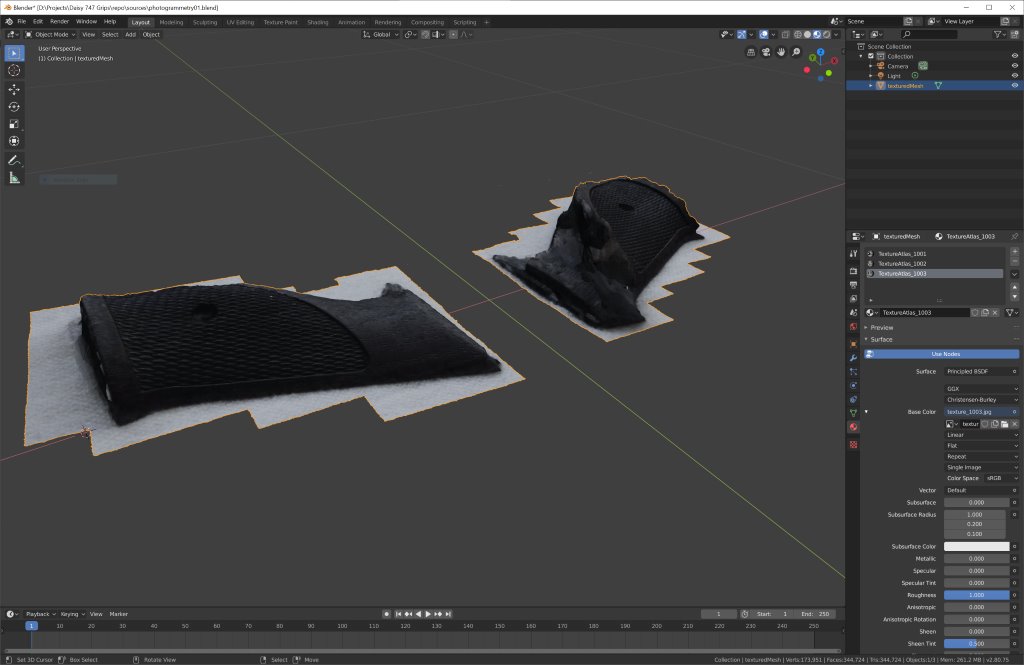 Blender* [D:\Projects\Daisy 747 Grips\repo\sources\photogrammetry01.blend]
File Edit Render Window Help Layout Modeling Sculpting UV Editing Texture Paint Shading Animation Rendering Compositing Scripting + Scene View Layer
Object Mode View Select Add Object Global
User Perspective
(1) Collection | texturedMesh
Scene Collection
Collection
Camera
Light
texturedMesh
texturedMesh TextureAtlas_1003
TextureAtlas_1001
TextureAtlas_1002
TextureAtlas_1003
TextureAtlas_1003
Preview
Surface
Use Nodes
Surface Principled BSDF
GGX
Christensen-Burley
Base Color texture_1003.jpg
textur
Linear
Flat
Repeat
Single Image
Color Space sRGB
Vector Default
Subsurface 0.000
Subsurface Radius 1.000
0.200
0.100
Subsurface Color
Metallic 0.000
Specular 0.000
Specular Tint 0.000
Roughness 1.000
Anisotropic 0.000
Anisotropic Rotation 0.000
Sheen 0.000
Sheen Tint 0.500
Playback Keying View Marker 1 Start: 1 End: 250
1 10 20 30 40 50 60 70 80 90 100 110 120 130 140 150 160 170 180 190 200 210 220 230 240 250
Set 3D Cursor Box Select Rotate View Select Move Collection | texturedMesh | Verts:173,951 | Faces:344,724 | Tris:344,724 | Objects:1/3 | Mem: 261.2 MB | v2.80.75